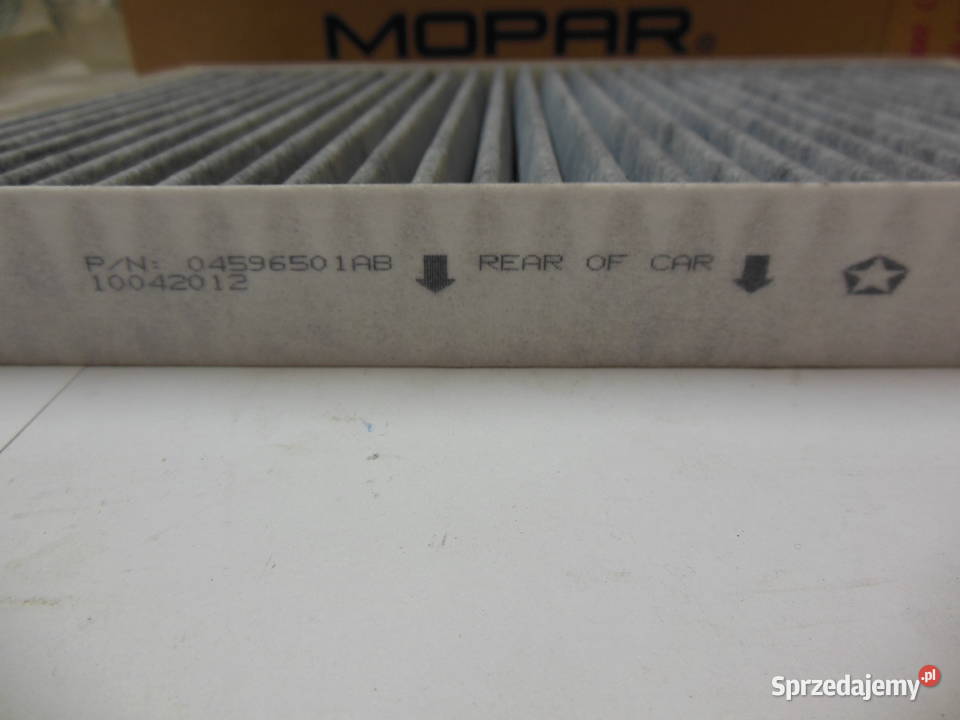 MOPAR®
P/N: 04596501AB REAR OF CAR
10042012
Sprzedajemy.pl